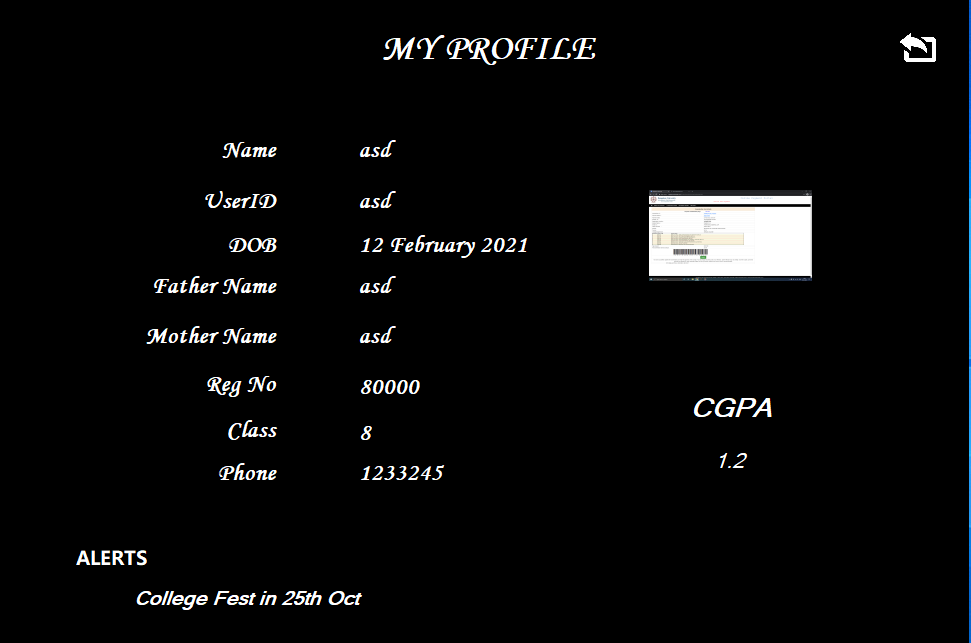 MY PROFILE
Name asd
UserID asd
DOB 12 February 2021
Father Name asd
Mother Name asd
Reg No 80000
Class 8
Phone 1233245
CGPA
1.2
ALERTS
College Fest in 25th Oct